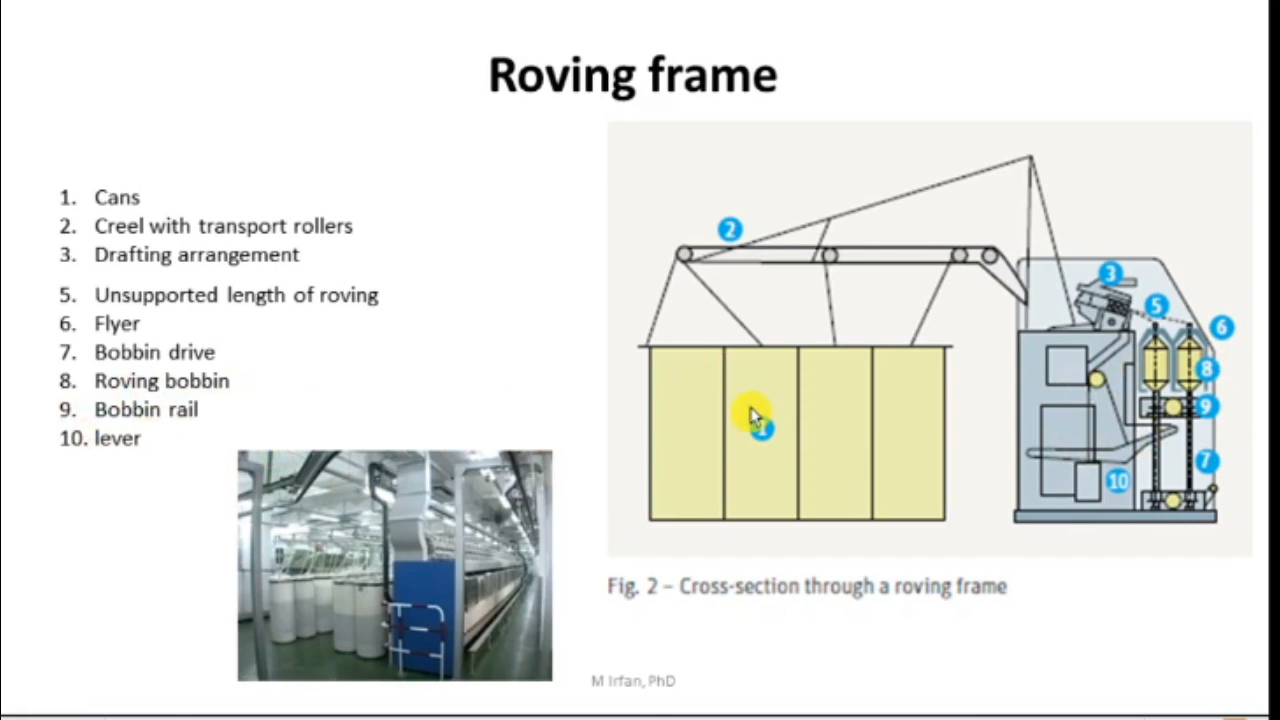 Roving frame
1. Cans
2. Creel with transport rollers
3. Drafting arrangement
5. Unsupported length of roving
6. Flyer
7. Bobbin drive
8. Roving bobbin
9. Bobbin rail
10. lever
2
3
5
6
8
9
1
7
10
Fig. 2 – Cross-section through a roving frame
M Irfan, PhD